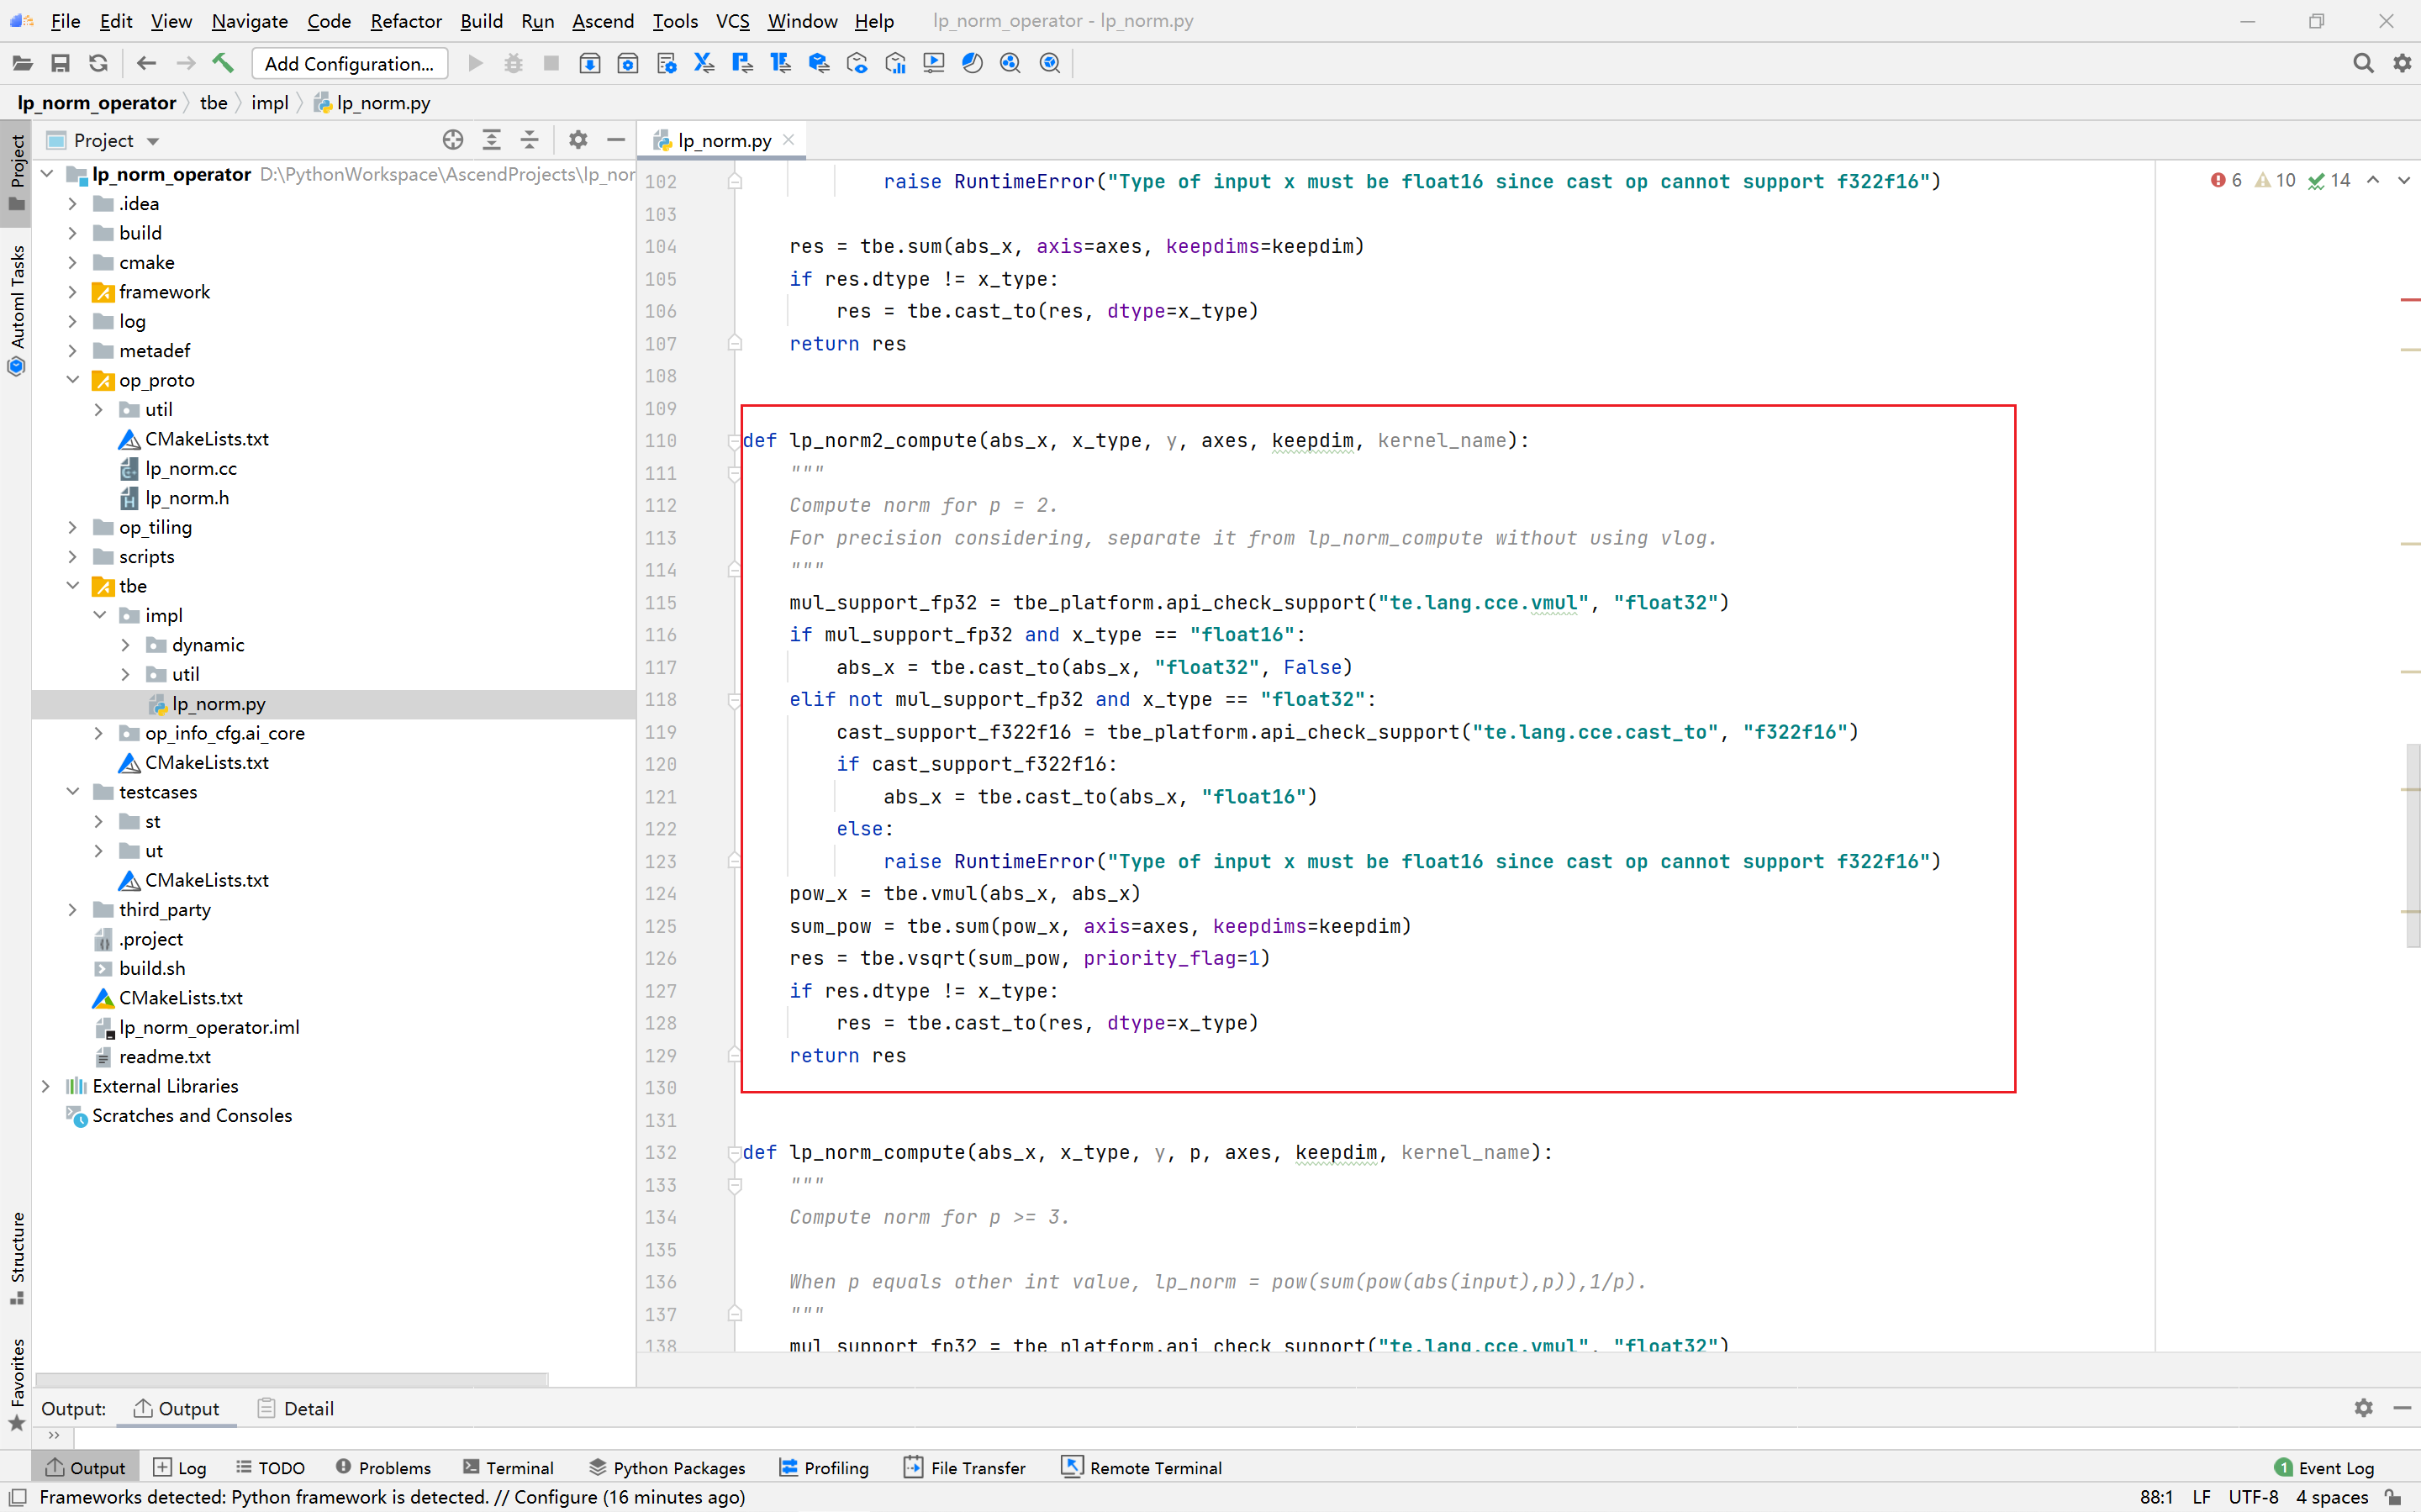 File Edit View Navigate Code Refactor Build Run Ascend Tools VCS Window Help lp_norm_operator - lp_norm.py
Add Configuration...
lp_norm_operator tbe impl lp_norm.py
Project
lp_norm.py
Project
Automl Tasks
Structure
Favorites
lp_norm_operator D:\PythonWorkspace\AscendProjects\lp_nor
.idea
build
cmake
framework
log
metadef
op_proto
util
CMakeLists.txt
lp_norm.cc
lp_norm.h
op_tiling
scripts
tbe
impl
dynamic
util
lp_norm.py
op_info_cfg.ai_core
CMakeLists.txt
testcases
st
ut
CMakeLists.txt
third_party
.project
build.sh
CMakeLists.txt
lp_norm_operator.iml
readme.txt
External Libraries
Scratches and Consoles
6 10 14
102 raise RuntimeError("Type of input x must be float16 since cast op cannot support f322f16")
103
104 res = tbe.sum(abs_x, axis=axes, keepdims=keepdim)
105 if res.dtype != x_type:
106 res = tbe.cast_to(res, dtype=x_type)
107 return res
108
109
110 def lp_norm2_compute(abs_x, x_type, y, axes, keepdim, kernel_name):
111 """
112 Compute norm for p = 2.
113 For precision considering, separate it from lp_norm_compute without using vlog.
114 """
115 mul_support_fp32 = tbe_platform.api_check_support("te.lang.cce.vmul", "float32")
116 if mul_support_fp32 and x_type == "float16":
117 abs_x = tbe.cast_to(abs_x, "float32", False)
118 elif not mul_support_fp32 and x_type == "float32":
119 cast_support_f322f16 = tbe_platform.api_check_support("te.lang.cce.cast_to", "f322f16")
120 if cast_support_f322f16:
121 abs_x = tbe.cast_to(abs_x, "float16")
122 else:
123 raise RuntimeError("Type of input x must be float16 since cast op cannot support f322f16")
124 pow_x = tbe.vmul(abs_x, abs_x)
125 sum_pow = tbe.sum(pow_x, axis=axes, keepdims=keepdim)
126 res = tbe.vsqrt(sum_pow, priority_flag=1)
127 if res.dtype != x_type:
128 res = tbe.cast_to(res, dtype=x_type)
129 return res
130
131
132 def lp_norm_compute(abs_x, x_type, y, p, axes, keepdim, kernel_name):
133 """
134 Compute norm for p >= 3.
135
136 When p equals other int value, lp_norm = pow(sum(pow(abs(input),p)),1/p).
137 """
138 mul_support_fp32 = tbe_platform.api_check_support("te.lang.cce.vmul", "float32")
Output: Output Detail
Output Log TODO Problems Terminal Python Packages Profiling File Transfer Remote Terminal 1 Event Log
Frameworks detected: Python framework is detected. // Configure (16 minutes ago) 88:1 LF UTF-8 4 spaces